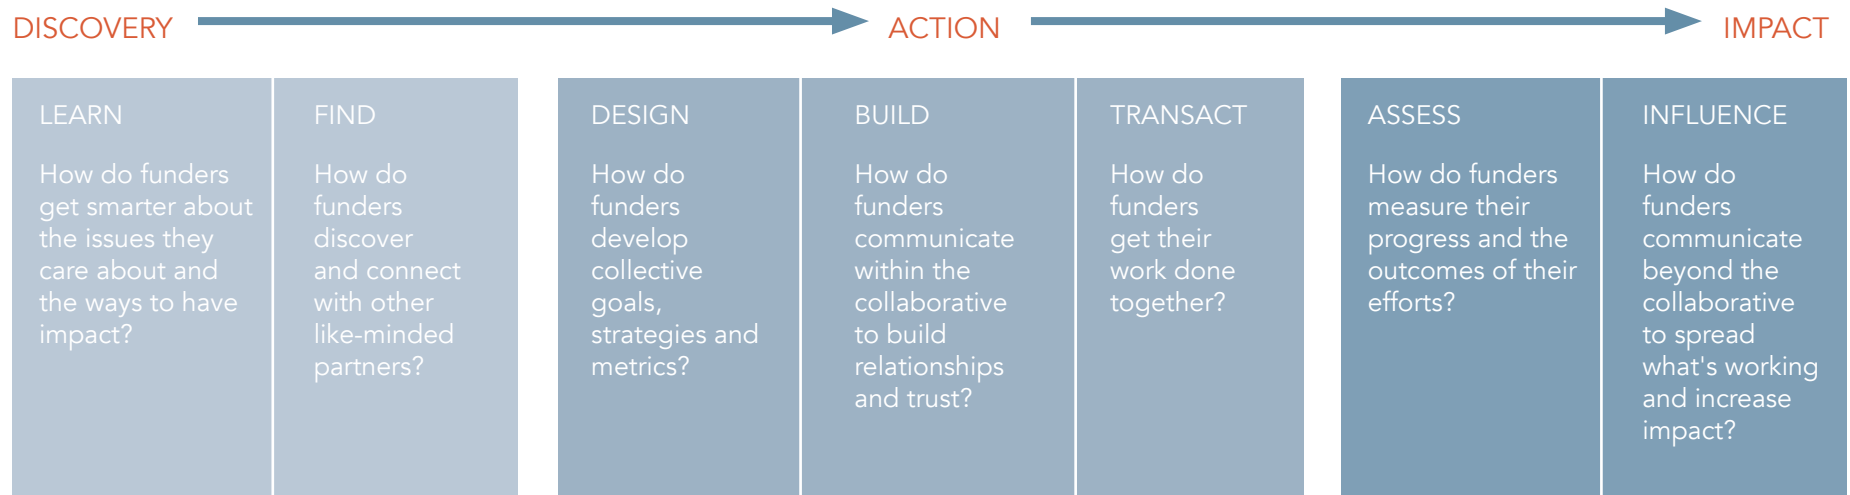 DISCOVERY
ACTION
IMPACT
LEARN
How do funders
get smarter about
the issues they
care about and
the ways to have
impact?
FIND
How do
funders
discover
and connect
with other
like-minded
partners?
DESIGN
How do
funders
develop
collective
goals,
strategies and
metrics?
BUILD
How do
funders
communicate
within the
collaborative
to build
relationships
and trust?
TRANSACT
How do
funders
get their
work done
together?
ASSESS
How do funders
measure their
progress and the
outcomes of their
efforts?
INFLUENCE
How do
funders
communicate
beyond the
collaborative
to spread
what's working
and increase
impact?